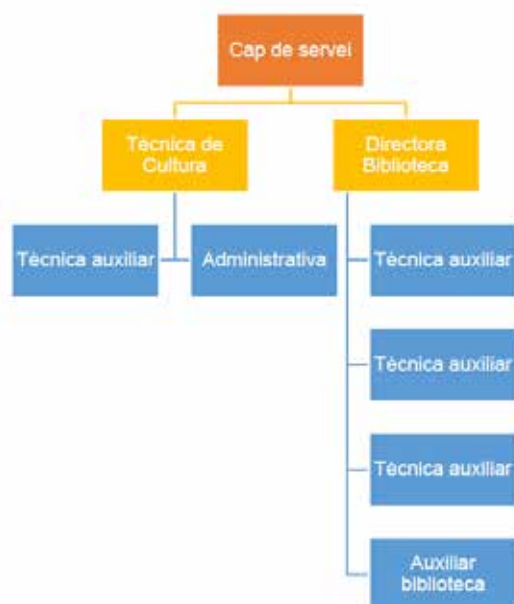 Cap de servei
Tècnica de
Cultura
Directora
Biblioteca
Tècnica auxiliar
Administrativa
Tècnica auxiliar
Tècnica auxiliar
Tècnica auxiliar
Auxiliar
biblioteca